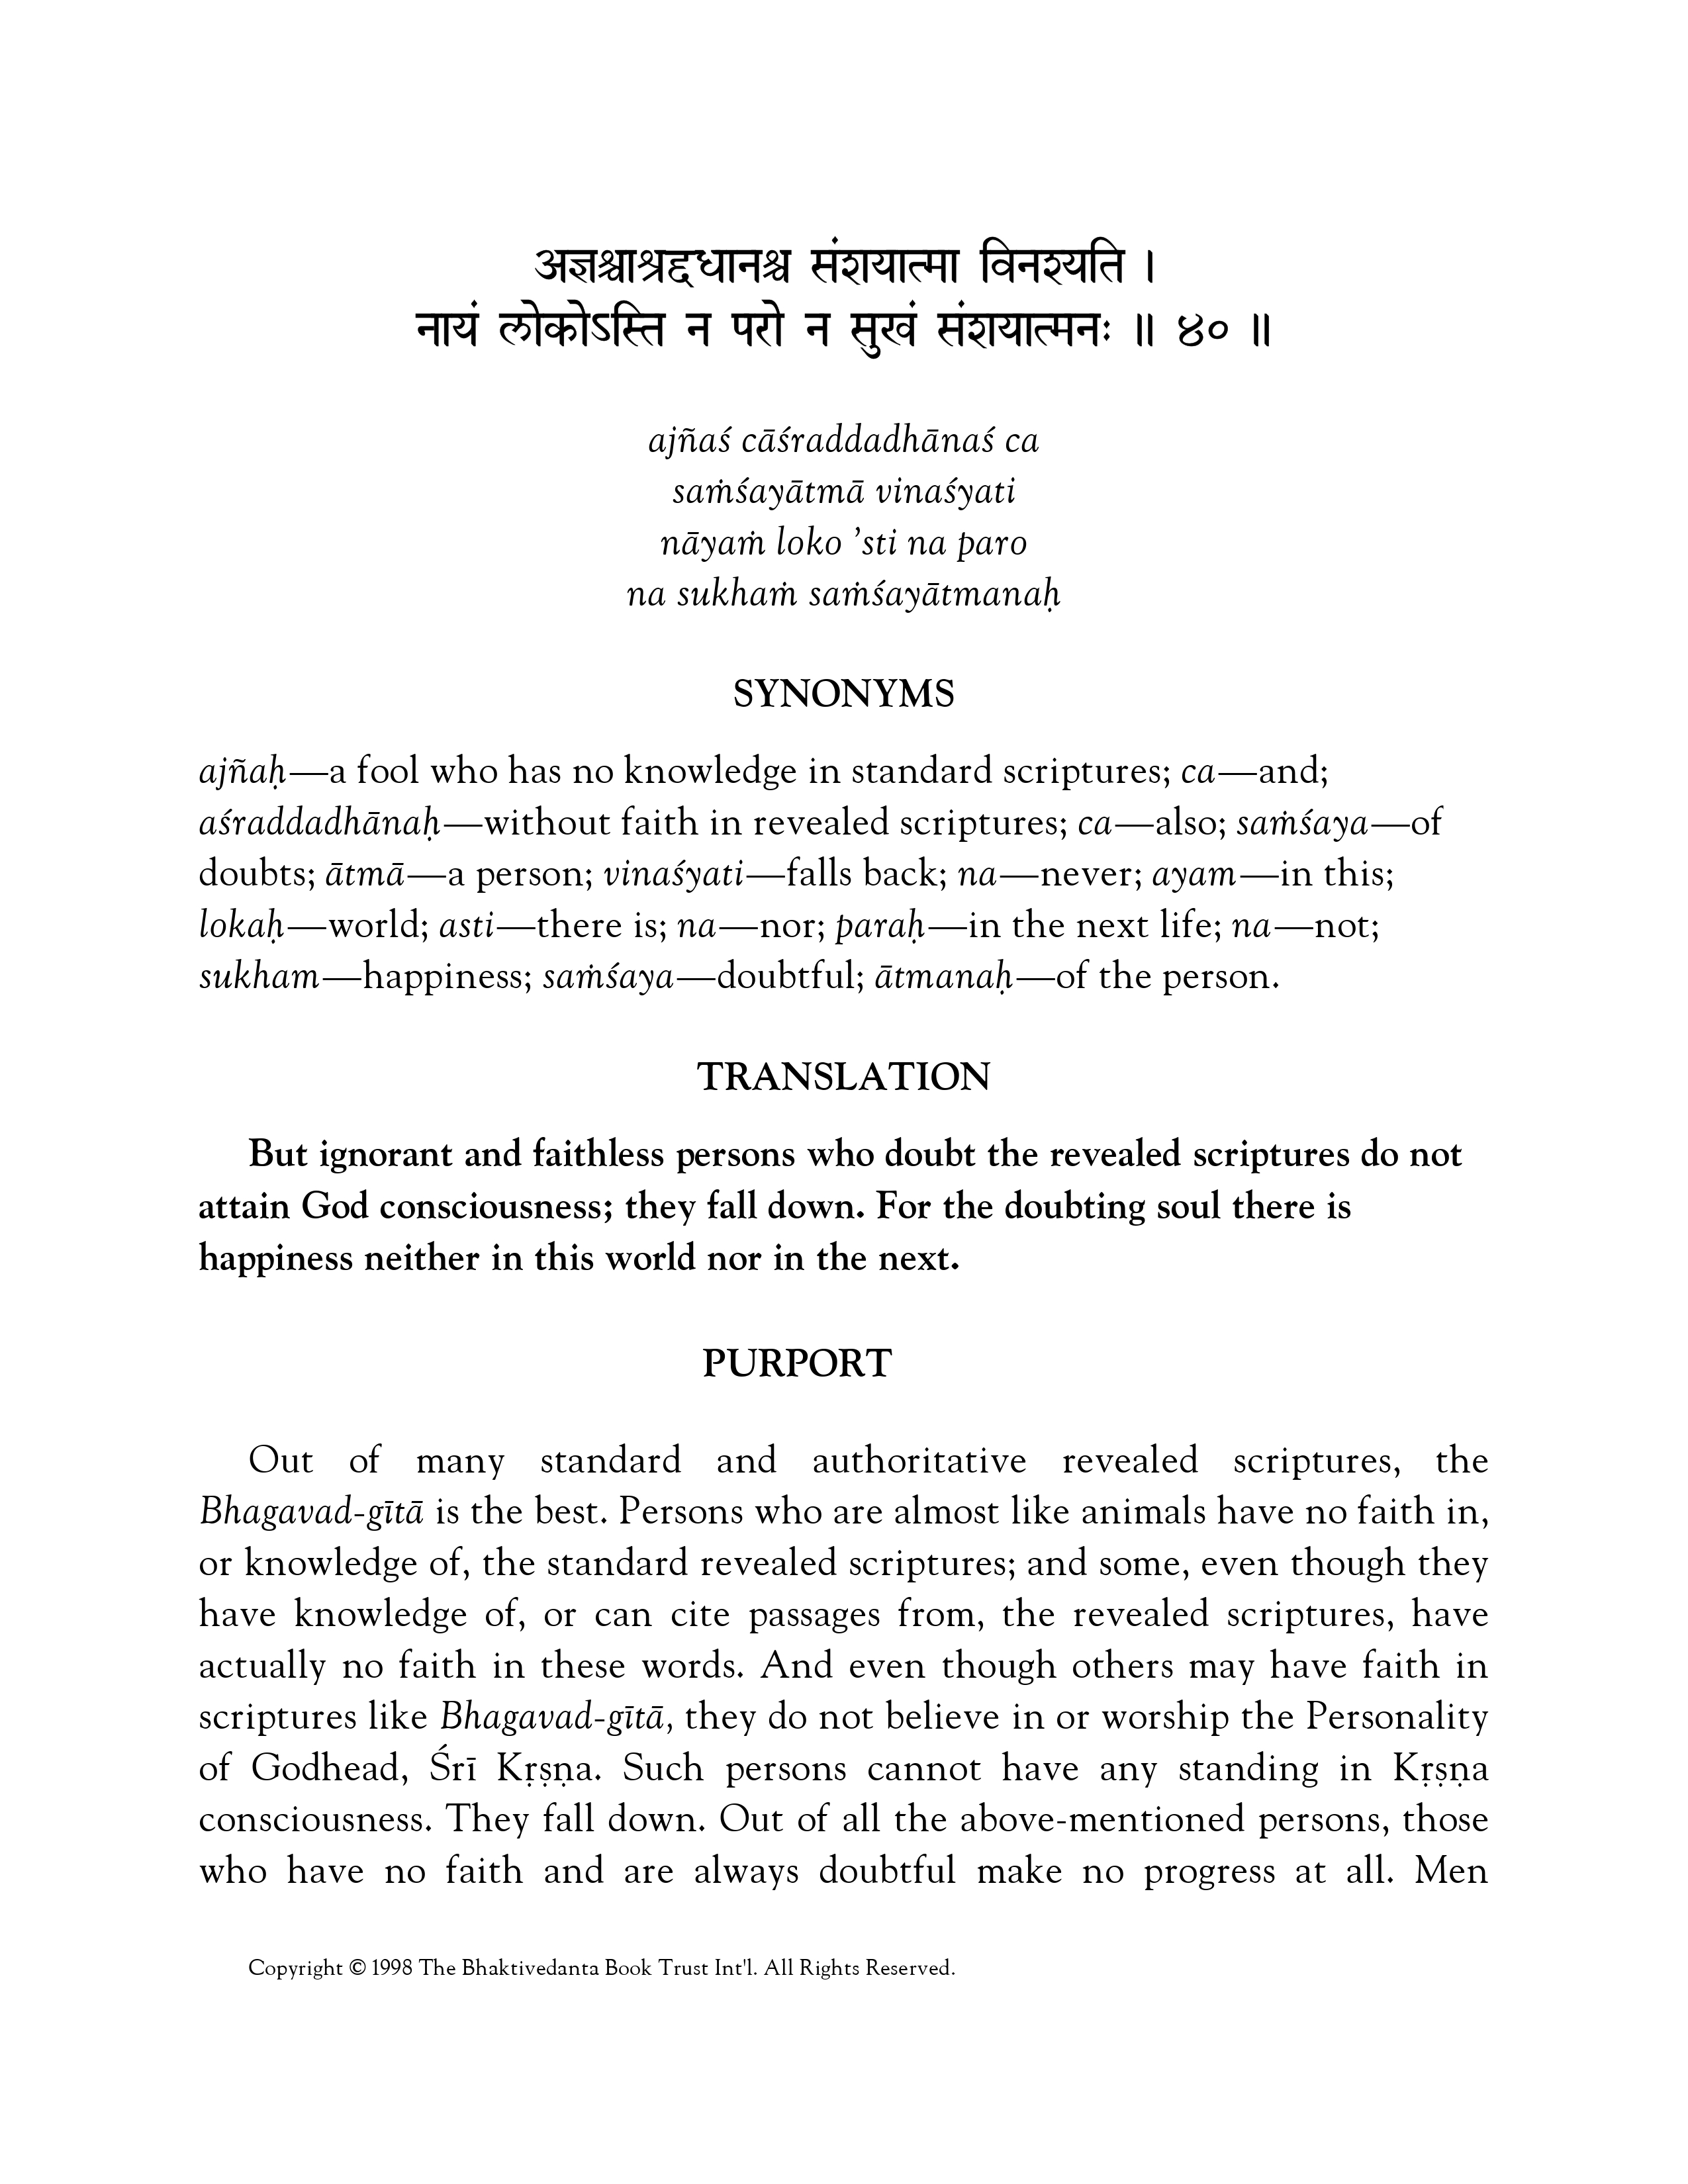 अज्ञश्चाश्रद्दधानश्च संशयात्मा विनश्यति ।
नायं लोकोऽस्ति न परो न सुखं संशयात्मनः ॥ ४० ॥
ajñaś cāśraddadhānaś ca
saṁśayātmā vinaśyati
nāyaṁ loko ’sti na paro
na sukhaṁ saṁśayātmanaḥ
SYNONYMS
ajñaḥ—a fool who has no knowledge in standard scriptures; ca—and;
aśraddadhānaḥ—without faith in revealed scriptures; ca—also; saṁśaya—of
doubts; ātmā—a person; vinaśyati—falls back; na—never; ayam—in this;
lokaḥ—world; asti—there is; na—nor; paraḥ—in the next life; na—not;
sukham—happiness; saṁśaya—doubtful; ātmanaḥ—of the person.
TRANSLATION
But ignorant and faithless persons who doubt the revealed scriptures do not
attain God consciousness; they fall down. For the doubting soul there is
happiness neither in this world nor in the next.
PURPORT
Out of many standard and authoritative revealed scriptures, the
Bhagavad-gītā is the best. Persons who are almost like animals have no faith in,
or knowledge of, the standard revealed scriptures; and some, even though they
have knowledge of, or can cite passages from, the revealed scriptures, have
actually no faith in these words. And even though others may have faith in
scriptures like Bhagavad-gītā, they do not believe in or worship the Personality
of Godhead, Śrī Kṛṣṇa. Such persons cannot have any standing in Kṛṣṇa
consciousness. They fall down. Out of all the above-mentioned persons, those
who have no faith and are always doubtful make no progress at all. Men
Copyright © 1998 The Bhaktivedanta Book Trust Int'l. All Rights Reserved.